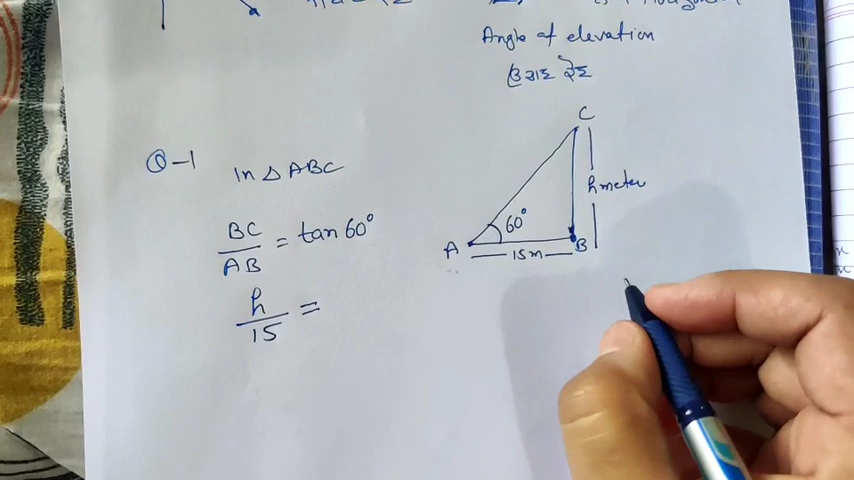 Angle of elevation
Q-1
In △ ABC
BC/AB = tan 60°
h/15 =
C
h meter
60°
A
15m
B